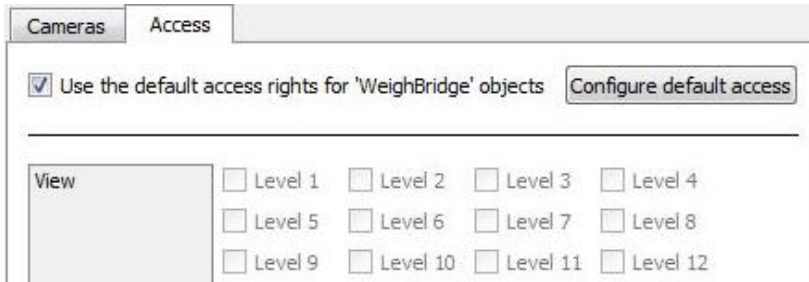 Cameras Access
Use the default access rights for 'WeighBridge' objects Configure default access
View Level 1 Level 2 Level 3 Level 4
Level 5 Level 6 Level 7 Level 8
Level 9 Level 10 Level 11 Level 12